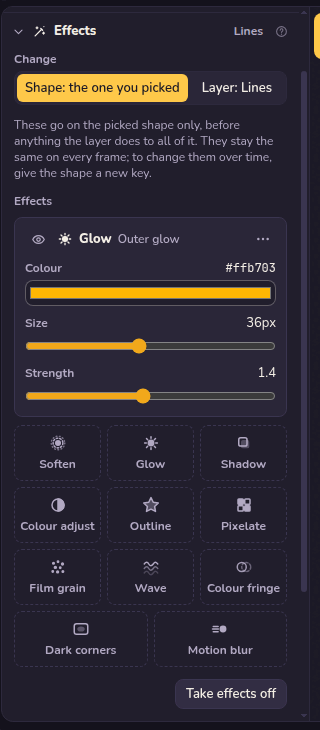 Effects
Lines
Change
Shape: the one you picked
Layer: Lines
These go on the picked shape only, before
anything the layer does to all of it. They stay the
same on every frame; to change them over time,
give the shape a new key.
Effects
Glow Outer glow
Colour
#ffb703
Size
36px
Strength
1.4
Soften
Glow
Shadow
Colour adjust
Outline
Pixelate
Film grain
Wave
Colour fringe
Dark corners
Motion blur
Take effects off